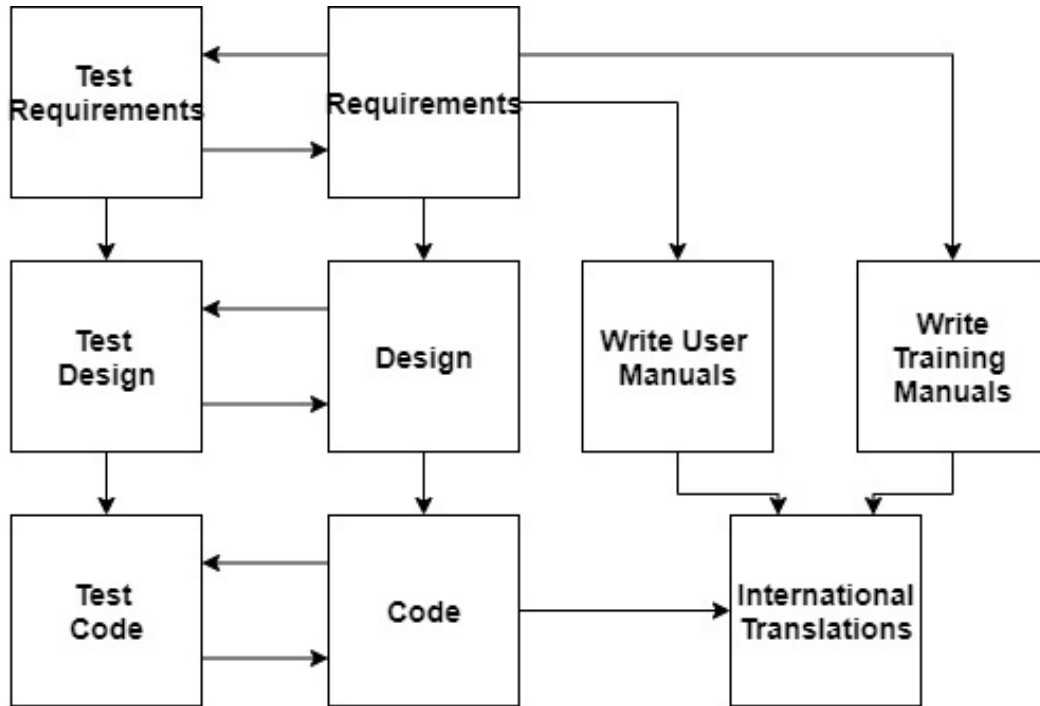 Test
Requirements
Requirements
Test
Design
Design
Write User
Manuals
Write
Training
Manuals
Test
Code
Code
International
Translations